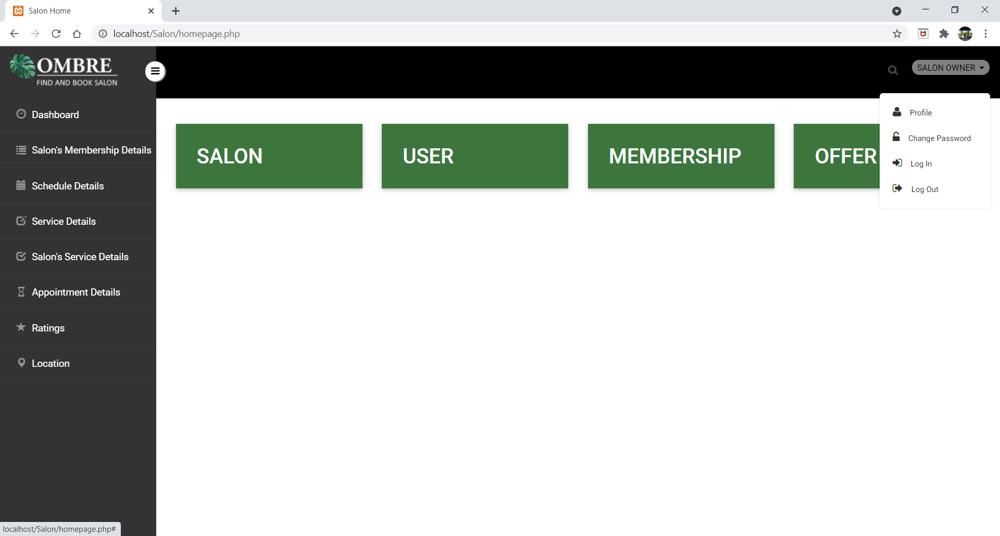 Salon Home
localhost/Salon/homepage.php
OMBRE
FIND AND BOOK SALON
SALON OWNER
Dashboard
Salon's Membership Details
Schedule Details
Service Details
Salon's Service Details
Appointment Details
Ratings
Location
SALON
USER
MEMBERSHIP
OFFER
Profile
Change Password
Log In
Log Out
localhost/Salon/homepage.php#